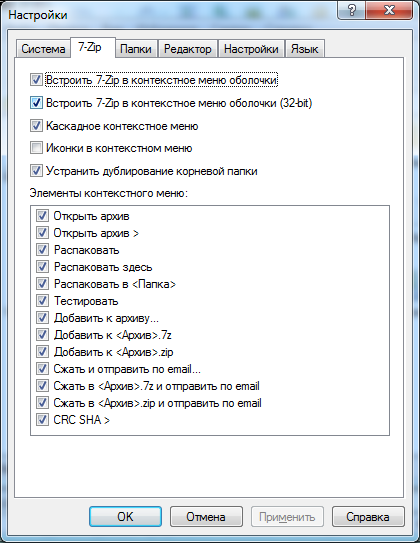 Настройки
Система 7-Zip Папки Редактор Настройки Язык
Встроить 7-Zip в контекстное меню оболочки
Встроить 7-Zip в контекстное меню оболочки (32-bit)
Каскадное контекстное меню
Иконки в контекстном меню
Устранить дублирование корневой папки
Элементы контекстного меню:
Открыть архив
Открыть архив >
Распаковать
Распаковать здесь
Распаковать в <Папка>
Тестировать
Добавить к архиву...
Добавить к <Архив>.7z
Добавить к <Архив>.zip
Сжать и отправить по email...
Сжать в <Архив>.7z и отправить по email
Сжать в <Архив>.zip и отправить по email
CRC SHA >
OK Отмена Применить Справка